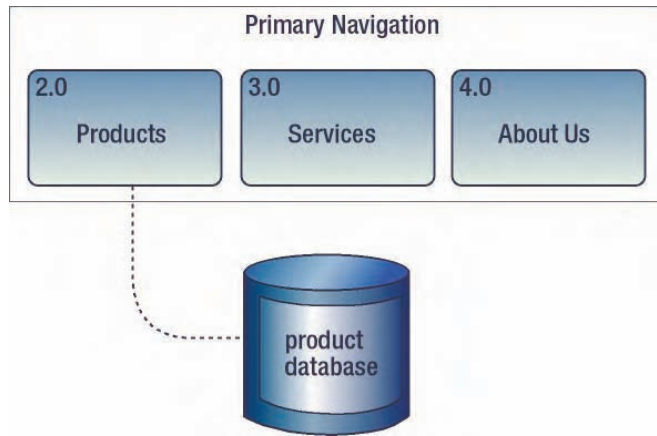 Primary Navigation
2.0
Products
3.0
Services
4.0
About Us
product
database